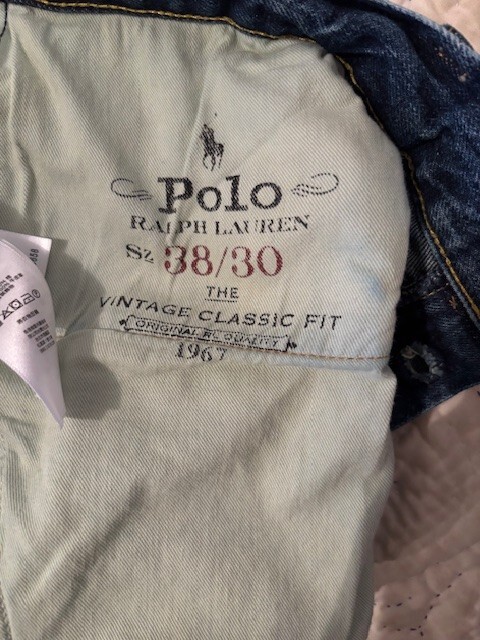 Polo
RALPH LAUREN
Sz 38/30
THE
VINTAGE CLASSIC FIT
ORIGINAL RL QUALITY
1967